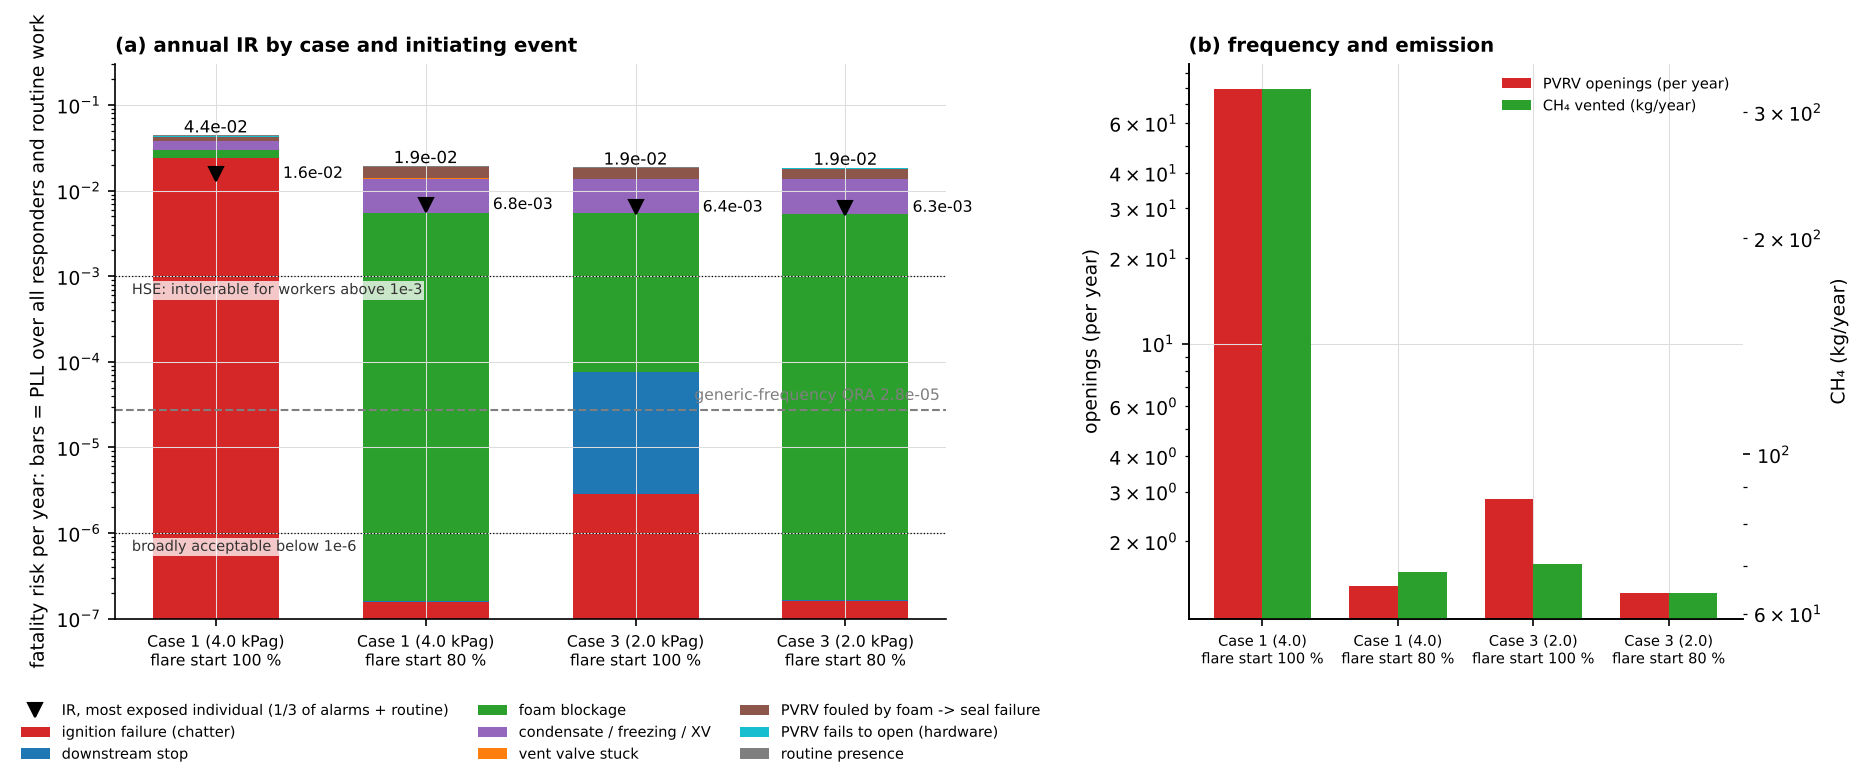 (a) annual IR by case and initiating event
fatality risk per year: bars = PLL over all responders and routine work
10⁻¹
10⁻²
10⁻³
10⁻⁴
10⁻⁵
10⁻⁶
10⁻⁷
4.4e-02
1.6e-02
1.9e-02
6.8e-03
1.9e-02
6.4e-03
1.9e-02
6.3e-03
HSE: intolerable for workers above 1e-3
generic-frequency QRA 2.8e-05
broadly acceptable below 1e-6
Case 1 (4.0 kPag)
flare start 100 %
Case 1 (4.0 kPag)
flare start 80 %
Case 3 (2.0 kPag)
flare start 100 %
Case 3 (2.0 kPag)
flare start 80 %
IR, most exposed individual (1/3 of alarms + routine)
ignition failure (chatter)
downstream stop
foam blockage
condensate / freezing / XV
vent valve stuck
PVRV fouled by foam -> seal failure
PVRV fails to open (hardware)
routine presence
(b) frequency and emission
PVRV openings (per year)
CH₄ vented (kg/year)
openings (per year)
6 × 10¹
4 × 10¹
3 × 10¹
2 × 10¹
10¹
6 × 10⁰
4 × 10⁰
3 × 10⁰
2 × 10⁰
3 × 10²
2 × 10²
10²
6 × 10¹
CH₄ (kg/year)
Case 1 (4.0)
flare start 100 %
Case 1 (4.0)
flare start 80 %
Case 3 (2.0)
flare start 100 %
Case 3 (2.0)
flare start 80 %